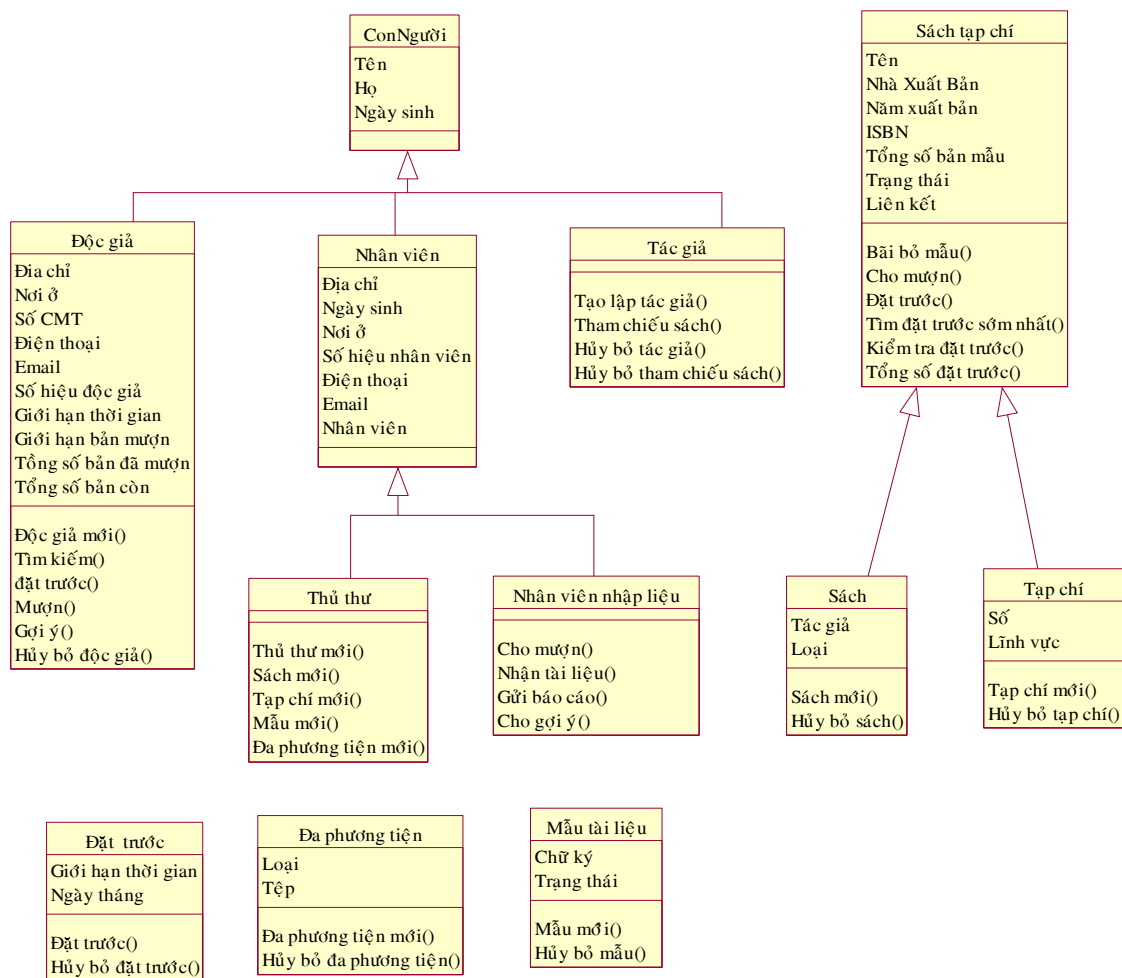 ConNgười
Tên
Họ
Ngày sinh
Sách tạp chí
Tên
Nhà Xuất Bản
Năm xuất bản
ISBN
Tổng số bản mẫu
Trạng thái
Liên kết
Bãi bỏ mẫu()
Cho mượn()
Đặt trước()
Tìm đặt trước sớm nhất()
Kiểm tra đặt trước()
Tổng số đặt trước()
Độc giả
Đia chỉ
Nơi ở
Số CMT
Điện thoại
Email
Số hiệu độc giả
Giới hạn thời gian
Giới hạn bản mượn
Tồng số bản đã mượn
Tổng số bản còn
Độc giả mới()
Tìm kiếm()
đặt trước()
Mượn()
Gợi ý()
Hủy bỏ độc giả()
Nhân viên
Địa chỉ
Ngày sinh
Nơi ở
Số hiệu nhân viên
Điện thoại
Email
Nhân viên
Tác giả
Tạo lập tác giả()
Tham chiếu sách()
Hủy bỏ tác giả()
Hủy bỏ tham chiếu sách()
Thủ thư
Thủ thư mới()
Sách mới()
Tạp chí mới()
Mẫu mới()
Đa phương tiện mới()
Nhân viên nhập liệu
Cho mượn()
Nhận tài liệu()
Gửi báo cáo()
Cho gợi ý()
Sách
Tác giả
Loại
Sách mới()
Hủy bỏ sách()
Tạp chí
Số
Lĩnh vực
Tạp chí mới()
Hủy bỏ tạp chí()
Đặt trước
Giới hạn thời gian
Ngày tháng
Đặt trước()
Hủy bỏ đặt trước()
Đa phương tiện
Loại
Tệp
Đa phương tiện mới()
Hủy bỏ đa phương tiện()
Mẫu tài liệu
Chữ ký
Trạng thái
Mẫu mới()
Hủy bỏ mẫu()